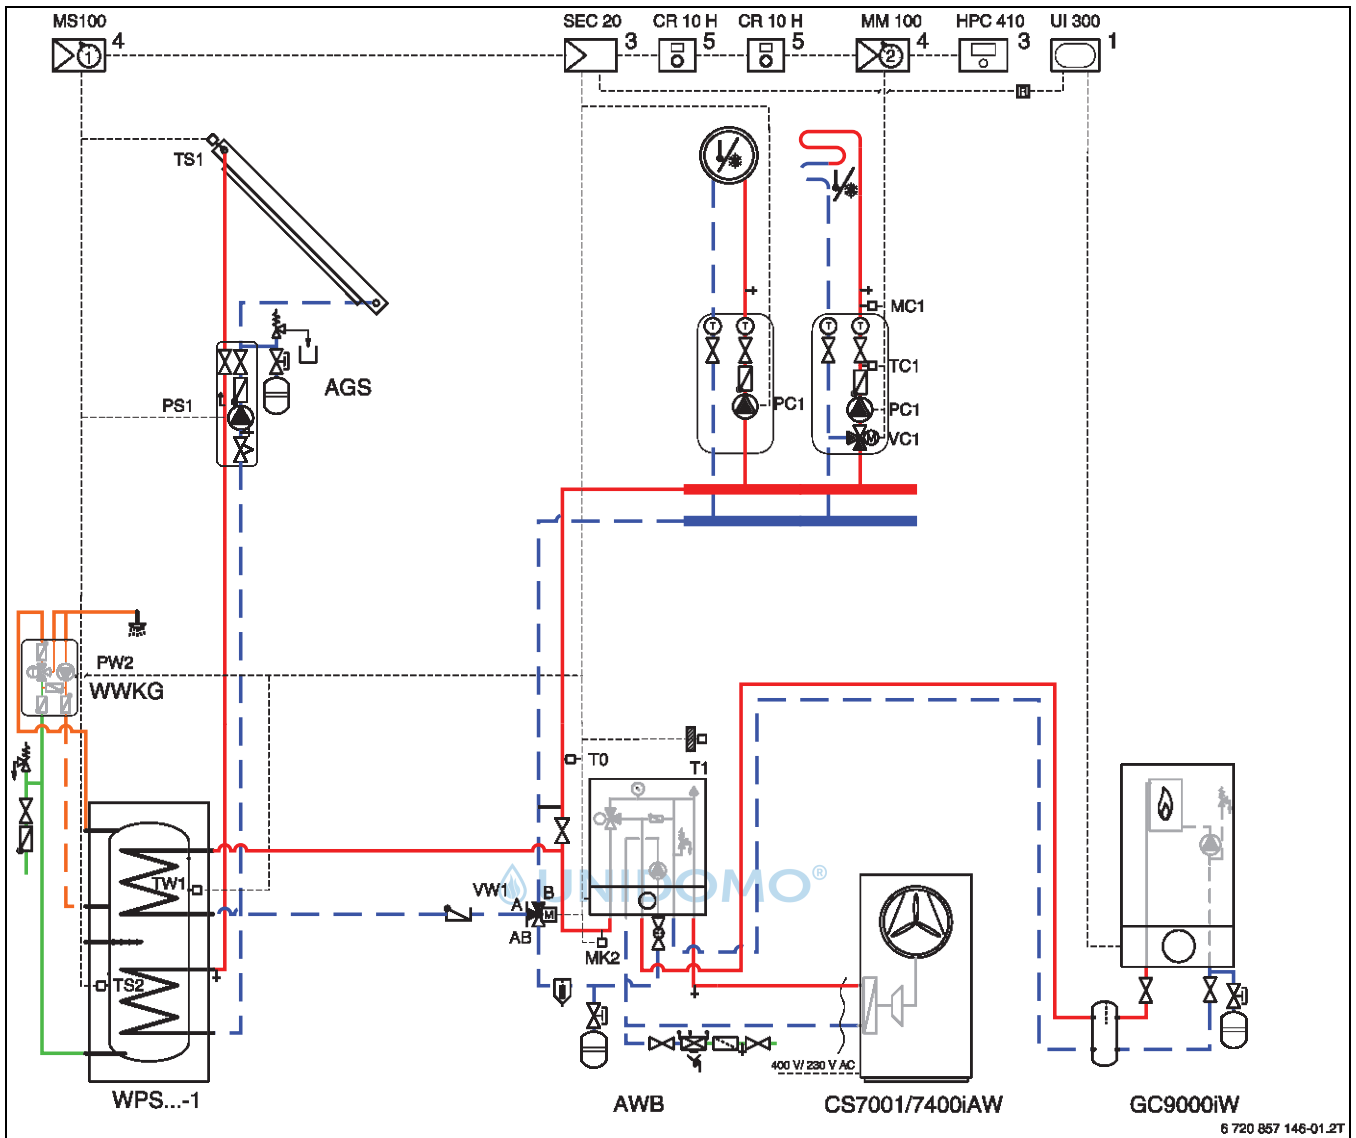 MS100 SEC 20 CR 10 H CR 10 H MM 100 HPC 410 UI 300
4 3 5 5 4 3 1
1 2
R
TS1
MC1
T T T T
TC1
AGS
PS1
PC1 PC1
M VC1
PW2
WWKG
T0 T1
TW1 VW1 B UNIDOMO®
A M
AB
MK2
TS2
400 V/ 230 V AC
WPS...-1 AWB CS7001/7400iAW GC9000iW
6 720 857 146-01.2T